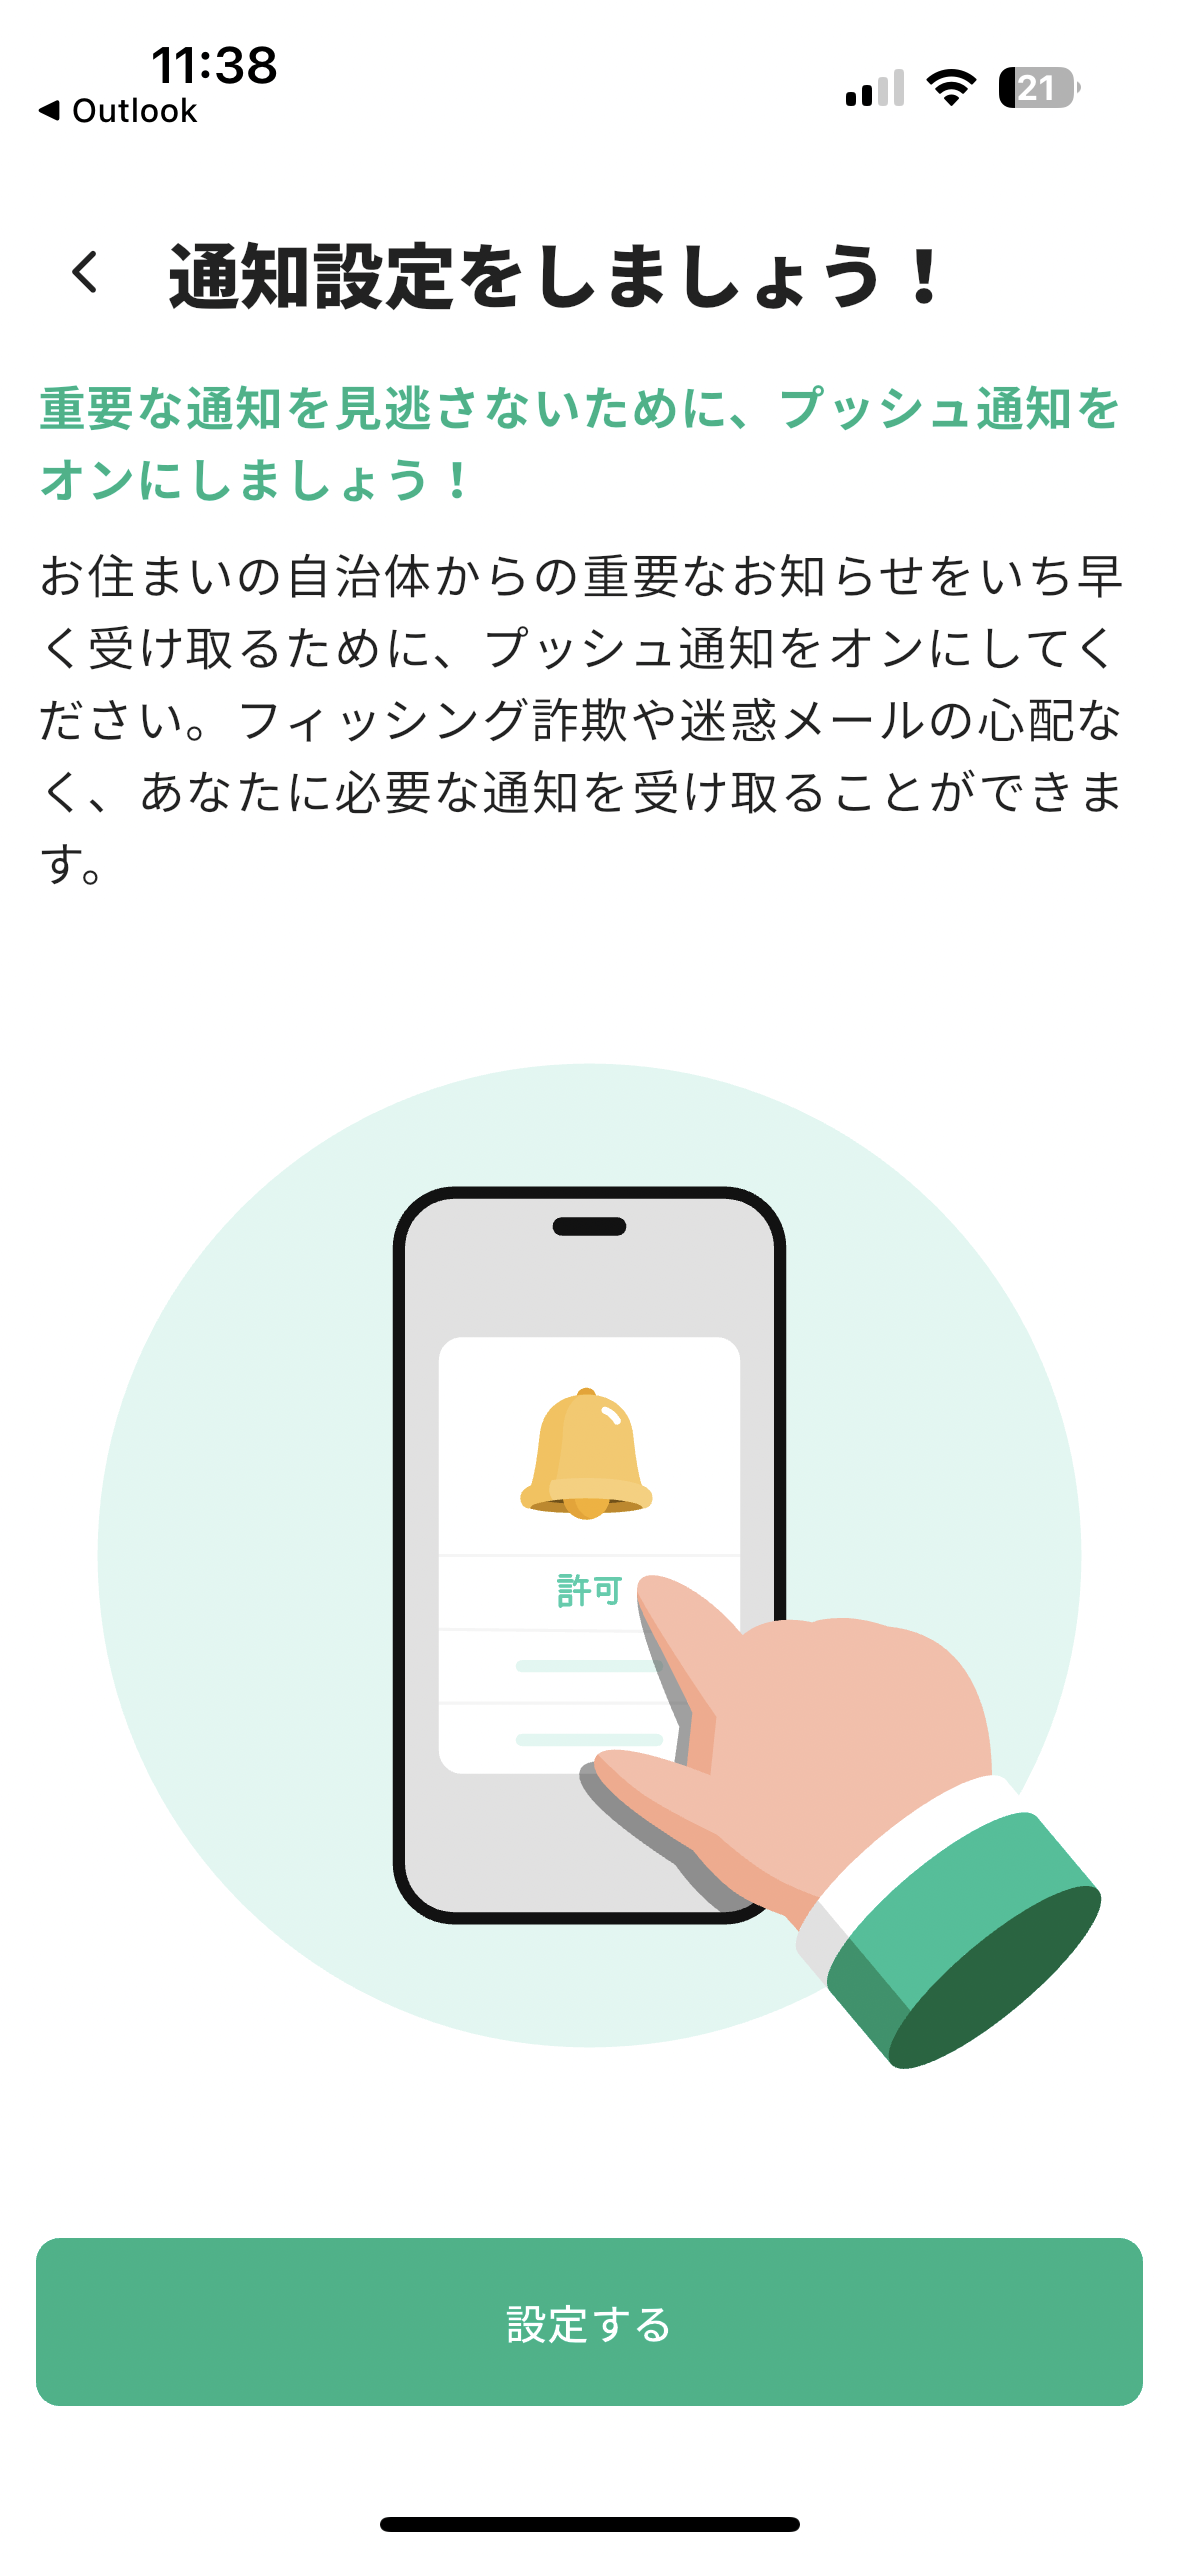 11:38
◀ Outlook
21
通知設定をしましょう！
重要な通知を見逃さないために、プッシュ通知を
オンにしましょう！
お住まいの自治体からの重要なお知らせをいち早
く受け取るために、プッシュ通知をオンにしてく
ださい。フィッシング詐欺や迷惑メールの心配な
く、あなたに必要な通知を受け取ることができま
す。
許可
設定する